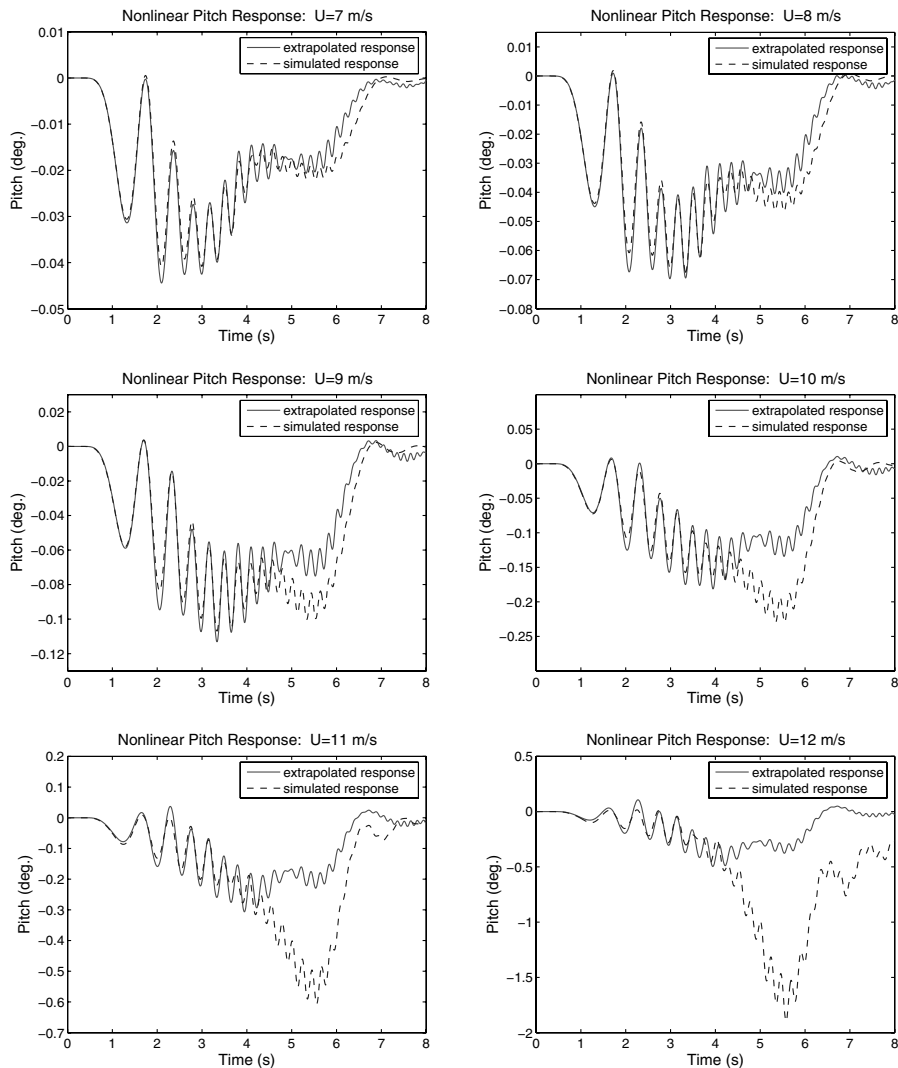 Nonlinear Pitch Response: U=7 m/s
extrapolated response
simulated response
0.01
0
−0.01
−0.02
−0.03
−0.04
−0.05
Pitch (deg.)
0 1 2 3 4 5 6 7 8
Time (s)
Nonlinear Pitch Response: U=8 m/s
extrapolated response
simulated response
0.01
0
−0.01
−0.02
−0.03
−0.04
−0.05
−0.06
−0.07
−0.08
Pitch (deg.)
0 1 2 3 4 5 6 7 8
Time (s)
Nonlinear Pitch Response: U=9 m/s
extrapolated response
simulated response
0.02
0
−0.02
−0.04
−0.06
−0.08
−0.1
−0.12
Pitch (deg.)
0 1 2 3 4 5 6 7 8
Time (s)
Nonlinear Pitch Response: U=10 m/s
extrapolated response
simulated response
0.05
0
−0.05
−0.1
−0.15
−0.2
−0.25
Pitch (deg.)
0 1 2 3 4 5 6 7 8
Time (s)
Nonlinear Pitch Response: U=11 m/s
extrapolated response
simulated response
0.2
0.1
0
−0.1
−0.2
−0.3
−0.4
−0.5
−0.6
−0.7
Pitch (deg.)
0 1 2 3 4 5 6 7 8
Time (s)
Nonlinear Pitch Response: U=12 m/s
extrapolated response
simulated response
0.5
0
−0.5
−1
−1.5
−2
Pitch (deg.)
0 1 2 3 4 5 6 7 8
Time (s)